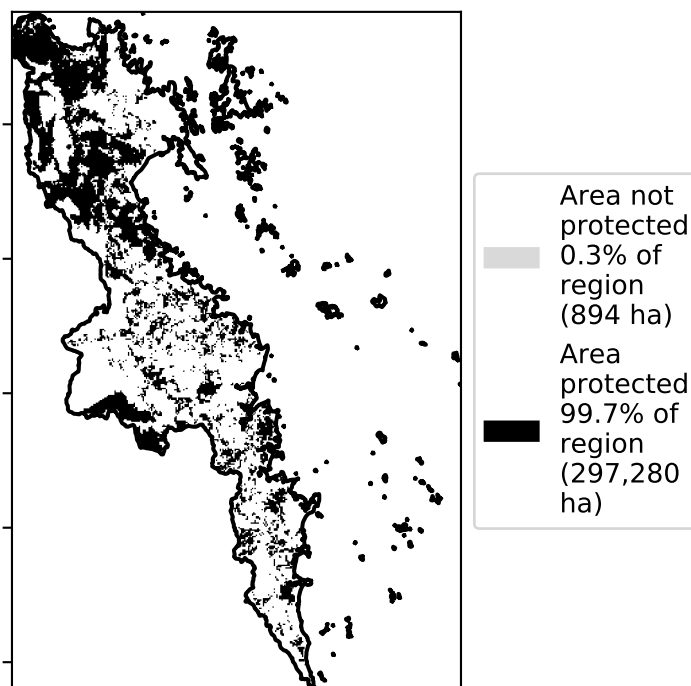 Area not
protected
0.3% of
region
(894 ha)
Area
protected
99.7% of
region
(297,280
ha)